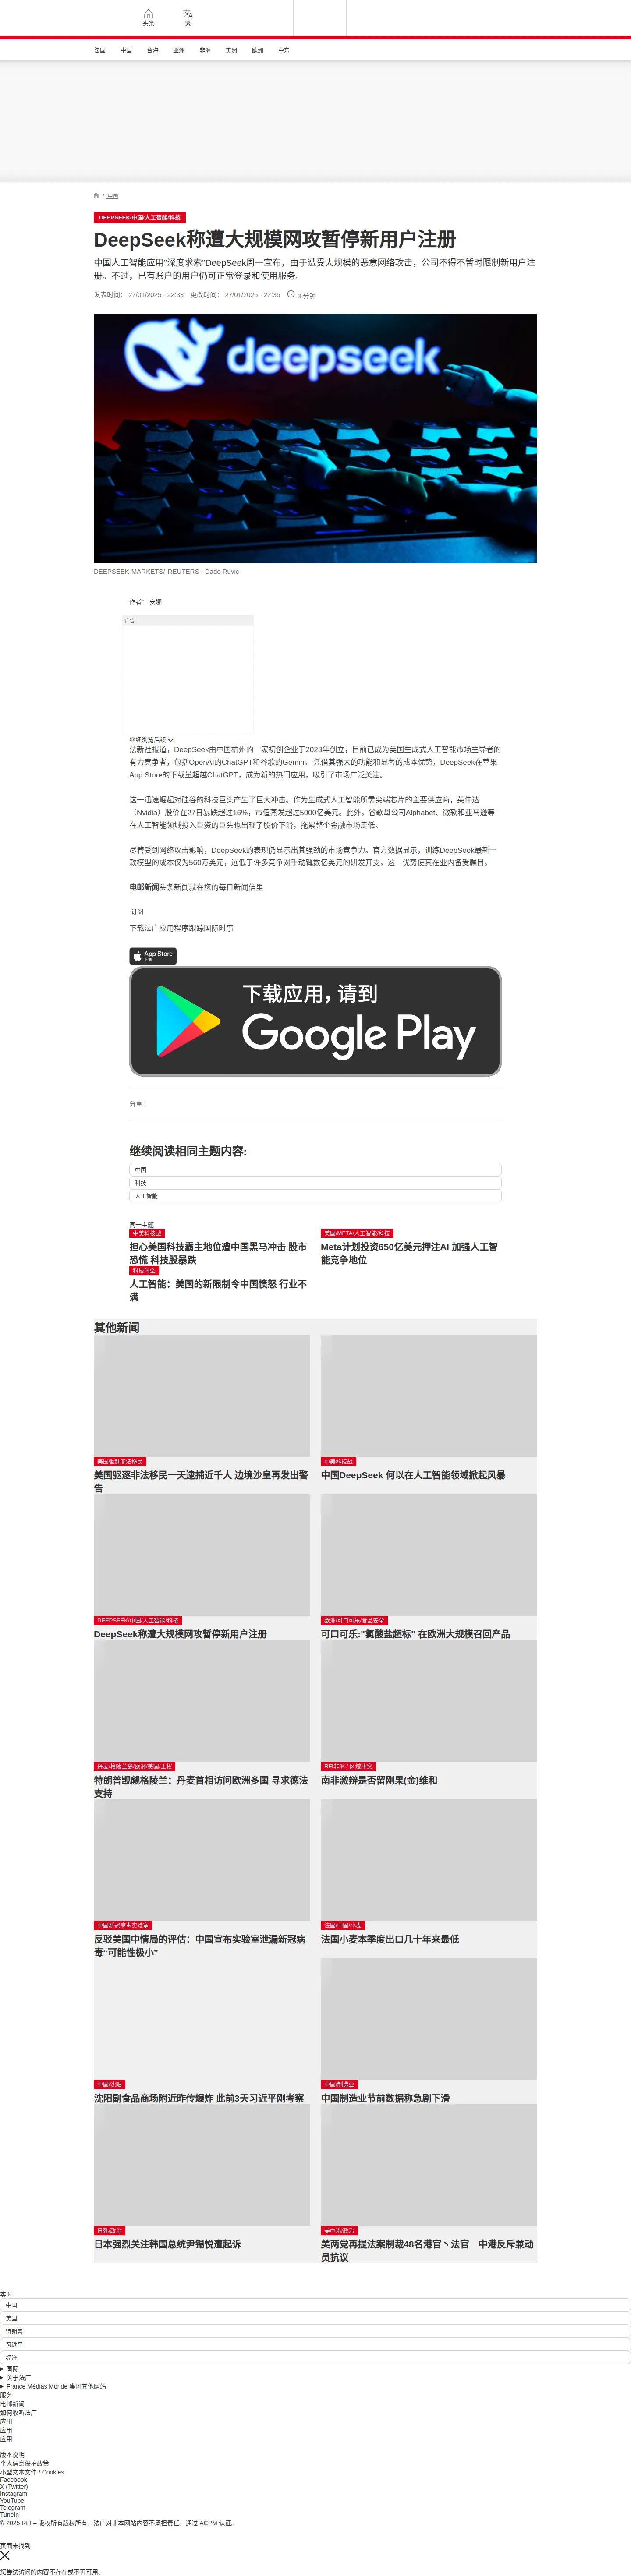 头条
繁
法国 中国 台海 亚洲 非洲 美洲 欧洲 中东
/ 中国
DEEPSEEK/中国/人工智能/科技
DeepSeek称遭大规模网攻暂停新用户注册
中国人工智能应用"深度求索"DeepSeek周一宣布，由于遭受大规模的恶意网络攻击，公司不得不暂时限制新用户注
册。不过，已有账户的用户仍可正常登录和使用服务。
发表时间： 27/01/2025 - 22:33 更改时间： 27/01/2025 - 22:35 3 分钟
deepseek
DEEPSEEK-MARKETS/ REUTERS - Dado Ruvic
作者： 安娜
广告
继续浏览后续
法新社报道，DeepSeek由中国杭州的一家初创企业于2023年创立，目前已成为美国生成式人工智能市场主导者的
有力竞争者，包括OpenAI的ChatGPT和谷歌的Gemini。凭借其强大的功能和显著的成本优势，DeepSeek在苹果
App Store的下载量超越ChatGPT，成为新的热门应用，吸引了市场广泛关注。
这一迅速崛起对硅谷的科技巨头产生了巨大冲击。作为生成式人工智能所需尖端芯片的主要供应商，英伟达
（Nvidia）股价在27日暴跌超过16%，市值蒸发超过5000亿美元。此外，谷歌母公司Alphabet、微软和亚马逊等
在人工智能领域投入巨资的巨头也出现了股价下滑，拖累整个金融市场走低。
尽管受到网络攻击影响，DeepSeek的表现仍显示出其强劲的市场竞争力。官方数据显示，训练DeepSeek最新一
款模型的成本仅为560万美元，远低于许多竞争对手动辄数亿美元的研发开支，这一优势使其在业内备受瞩目。
电邮新闻头条新闻就在您的每日新闻信里
订阅
下载法广应用程序跟踪国际时事
App Store
下载
下载应用，请到
Google Play
分享 :
继续阅读相同主题内容:
中国
科技
人工智能
同一主题
中美科技战
担心美国科技霸主地位遭中国黑马冲击 股市
恐慌 科技股暴跌
美国/META/人工智能/科技
Meta计划投资650亿美元押注AI 加强人工智
能竞争地位
科技时空
人工智能：美国的新限制令中国愤怒 行业不
满
其他新闻
美国驱赶非法移民
美国驱逐非法移民一天逮捕近千人 边境沙皇再发出警
告
中美科技战
中国DeepSeek 何以在人工智能领域掀起风暴
DEEPSEEK/中国/人工智能/科技
DeepSeek称遭大规模网攻暂停新用户注册
欧洲/可口可乐/食品安全
可口可乐:"氯酸盐超标" 在欧洲大规模召回产品
丹麦/格陵兰岛/欧洲/美国/主权
特朗普觊觎格陵兰：丹麦首相访问欧洲多国 寻求德法
支持
RFI非洲 / 区域冲突
南非激辩是否留刚果(金)维和
中国新冠病毒实验室
反驳美国中情局的评估：中国宣布实验室泄漏新冠病
毒“可能性极小”
法国/中国/小麦
法国小麦本季度出口几十年来最低
中国/沈阳
沈阳副食品商场附近昨传爆炸 此前3天习近平刚考察
中国/制造业
中国制造业节前数据称急剧下滑
日韩/政治
日本强烈关注韩国总统尹锡悦遭起诉
美中港/政治
美两党再提法案制裁48名港官丶法官　中港反斥兼动
员抗议
实时
中国
美国
特朗普
习近平
经济
国际
关于法广
France Médias Monde 集团其他网站
服务
电邮新闻
如何收听法广
应用
应用
应用
版本说明
个人信息保护政策
小型文本文件 / Cookies
Facebook
X (Twitter)
Instagram
YouTube
Telegram
TuneIn
© 2025 RFI – 版权所有版权所有。法广对非本网站内容不承担责任。通过 ACPM 认证。
页面未找到
您尝试访问的内容不存在或不再可用。